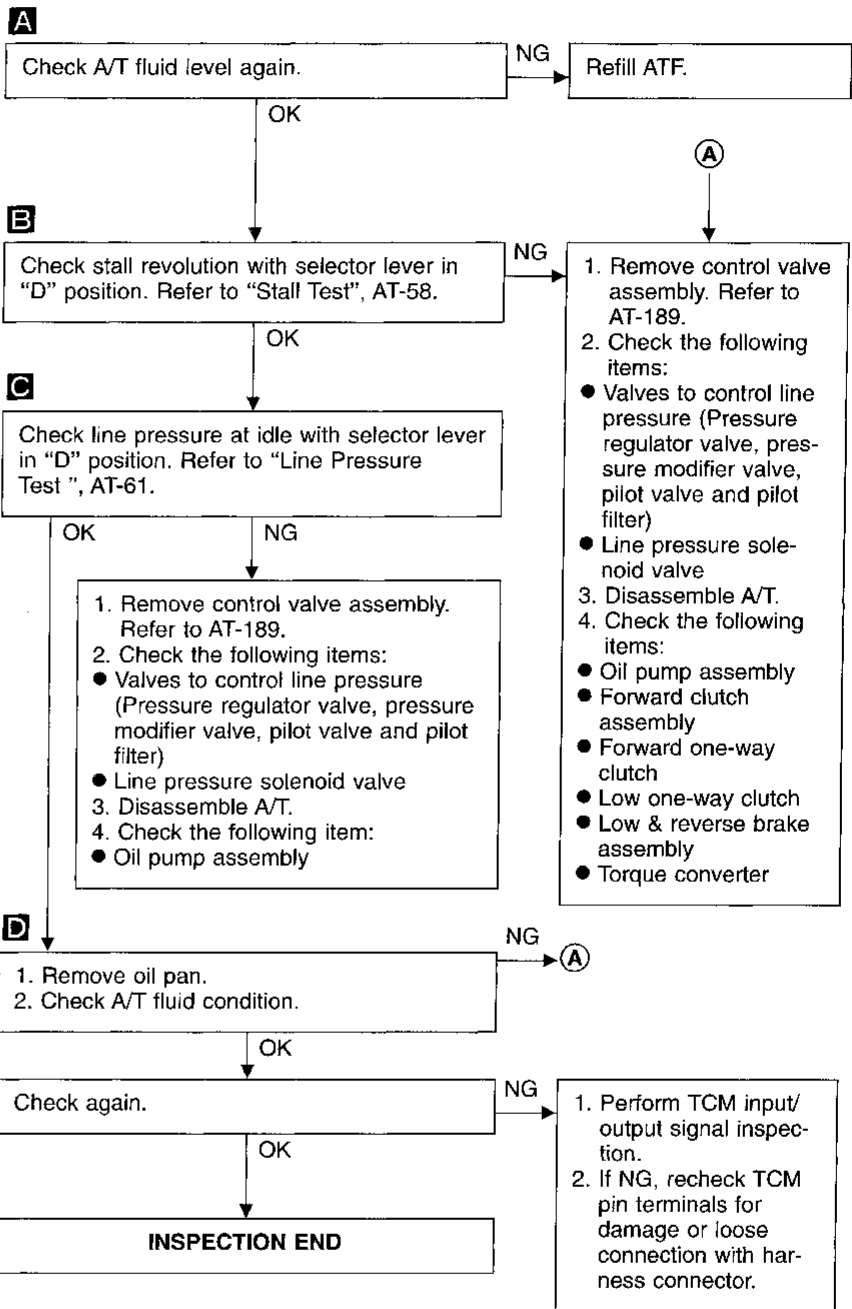 A
Check A/T fluid level again.
NG
Refill ATF.
OK
A
B
Check stall revolution with selector lever in
"D" position. Refer to "Stall Test", AT-58.
NG
1. Remove control valve
assembly. Refer to
AT-189.
2. Check the following
items:
● Valves to control line
pressure (Pressure
regulator valve, pres-
sure modifier valve,
pilot valve and pilot
filter)
● Line pressure sole-
noid valve
3. Disassemble A/T.
4. Check the following
items:
● Oil pump assembly
● Forward clutch
assembly
● Forward one-way
clutch
● Low one-way clutch
● Low & reverse brake
assembly
● Torque converter
OK
C
Check line pressure at idle with selector lever
in "D" position. Refer to "Line Pressure
Test ", AT-61.
OK
NG
1. Remove control valve assembly.
Refer to AT-189.
2. Check the following items:
● Valves to control line pressure
(Pressure regulator valve, pressure
modifier valve, pilot valve and pilot
filter)
● Line pressure solenoid valve
3. Disassemble A/T.
4. Check the following item:
● Oil pump assembly
D
1. Remove oil pan.
2. Check A/T fluid condition.
NG
A
OK
Check again.
NG
1. Perform TCM input/
output signal inspec-
tion.
2. If NG, recheck TCM
pin terminals for
damage or loose
connection with har-
ness connector.
OK
INSPECTION END